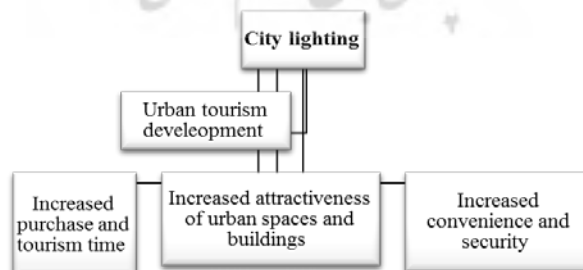 City lighting
Urban tourism
develeopment
Increased
purchase and
tourism time
Increased attractiveness
of urban spaces and
buildings
Increased
convenience and
security